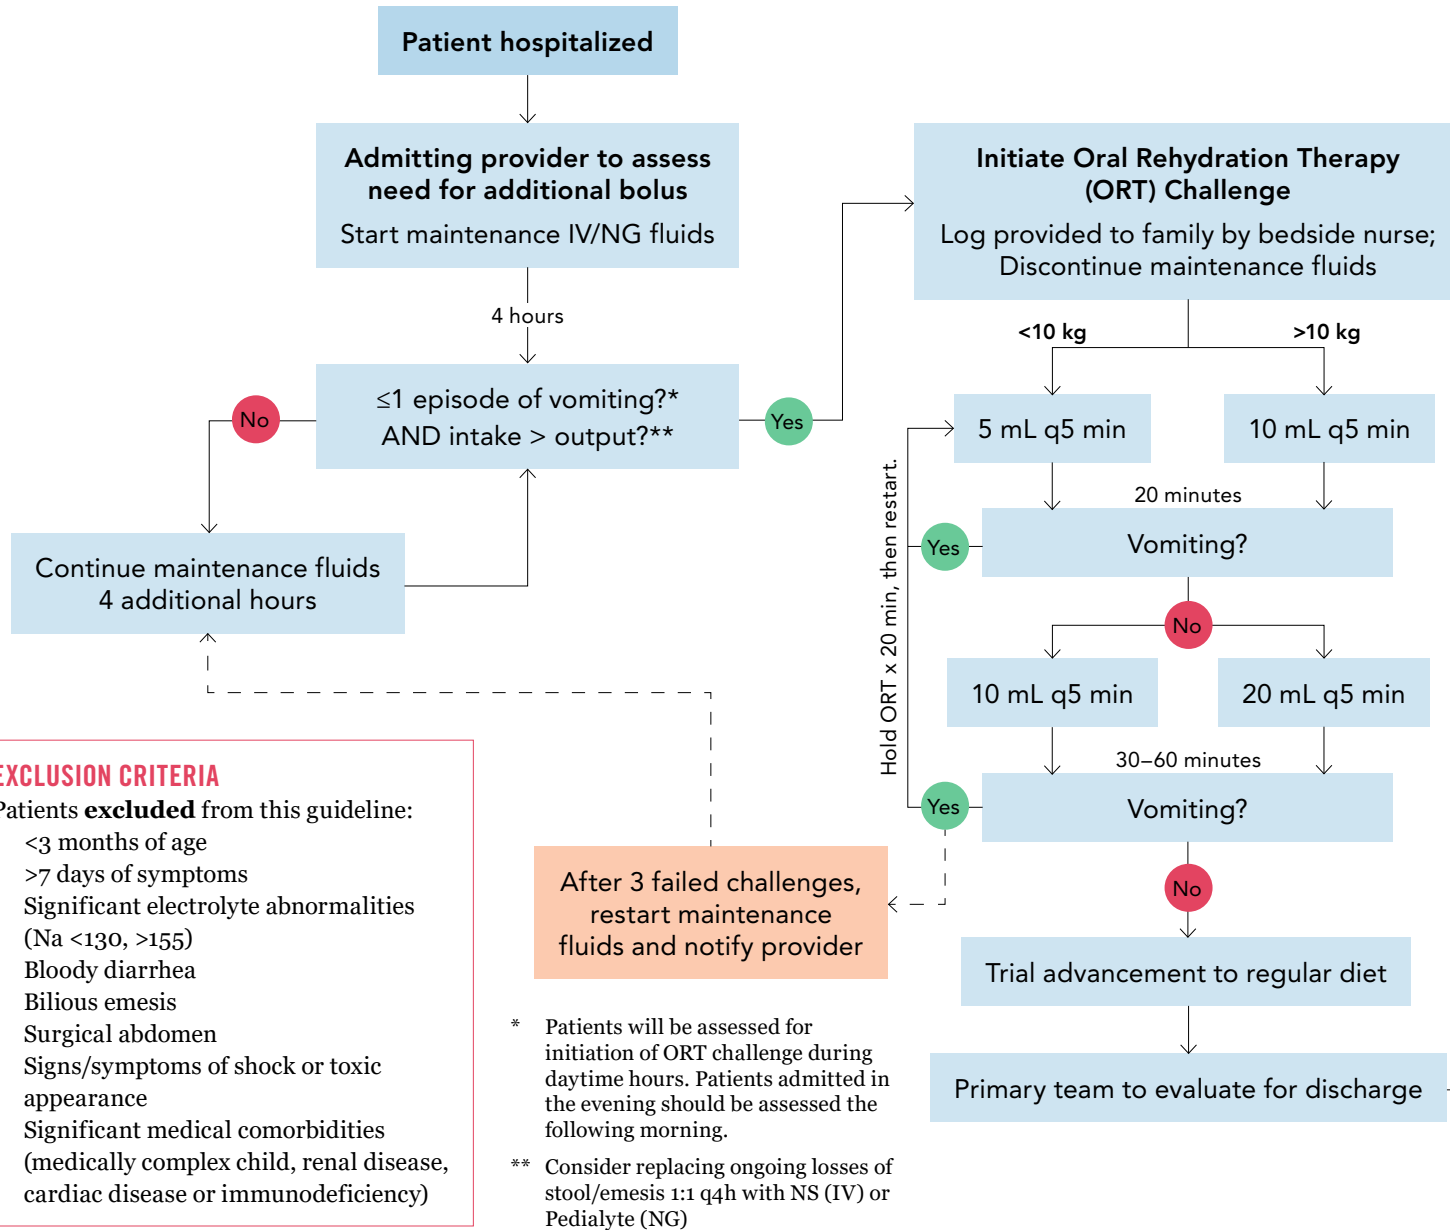 Patient hospitalized
Admitting provider to assess
need for additional bolus
Start maintenance IV/NG fluids
4 hours
≤1 episode of vomiting?*
AND intake > output?**
No
Yes
Continue maintenance fluids
4 additional hours
Initiate Oral Rehydration Therapy
(ORT) Challenge
Log provided to family by bedside nurse;
Discontinue maintenance fluids
<10 kg
>10 kg
5 mL q5 min
10 mL q5 min
20 minutes
Vomiting?
Yes
Hold ORT x 20 min, then restart.
No
10 mL q5 min
20 mL q5 min
30–60 minutes
Vomiting?
Yes
No
After 3 failed challenges,
restart maintenance
fluids and notify provider
Trial advancement to regular diet
Primary team to evaluate for discharge
EXCLUSION CRITERIA
Patients excluded from this guideline:
<3 months of age
>7 days of symptoms
Significant electrolyte abnormalities
(Na <130, >155)
Bloody diarrhea
Bilious emesis
Surgical abdomen
Signs/symptoms of shock or toxic
appearance
Significant medical comorbidities
(medically complex child, renal disease,
cardiac disease or immunodeficiency)
* Patients will be assessed for
initiation of ORT challenge during
daytime hours. Patients admitted in
the evening should be assessed the
following morning.
** Consider replacing ongoing losses of
stool/emesis 1:1 q4h with NS (IV) or
Pedialyte (NG)